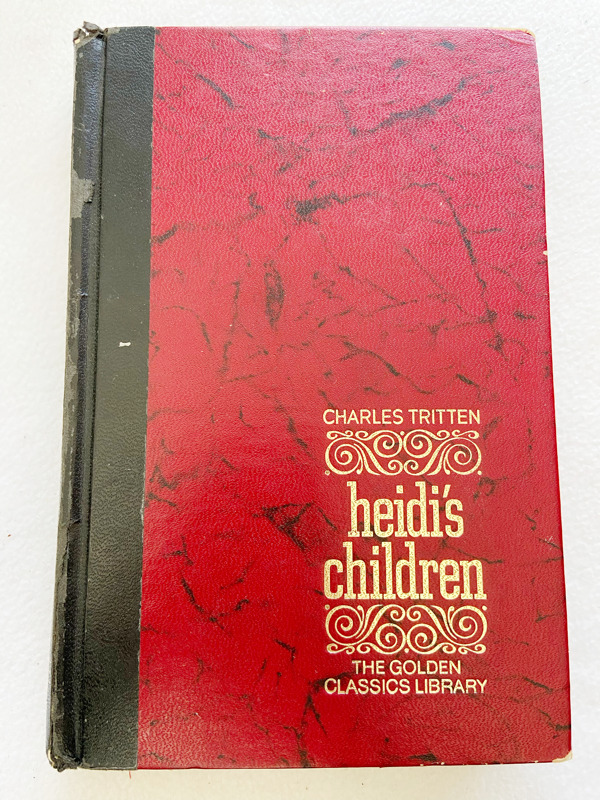 CHARLES TRITTEN
heidi's
children
THE GOLDEN
CLASSICS LIBRARY